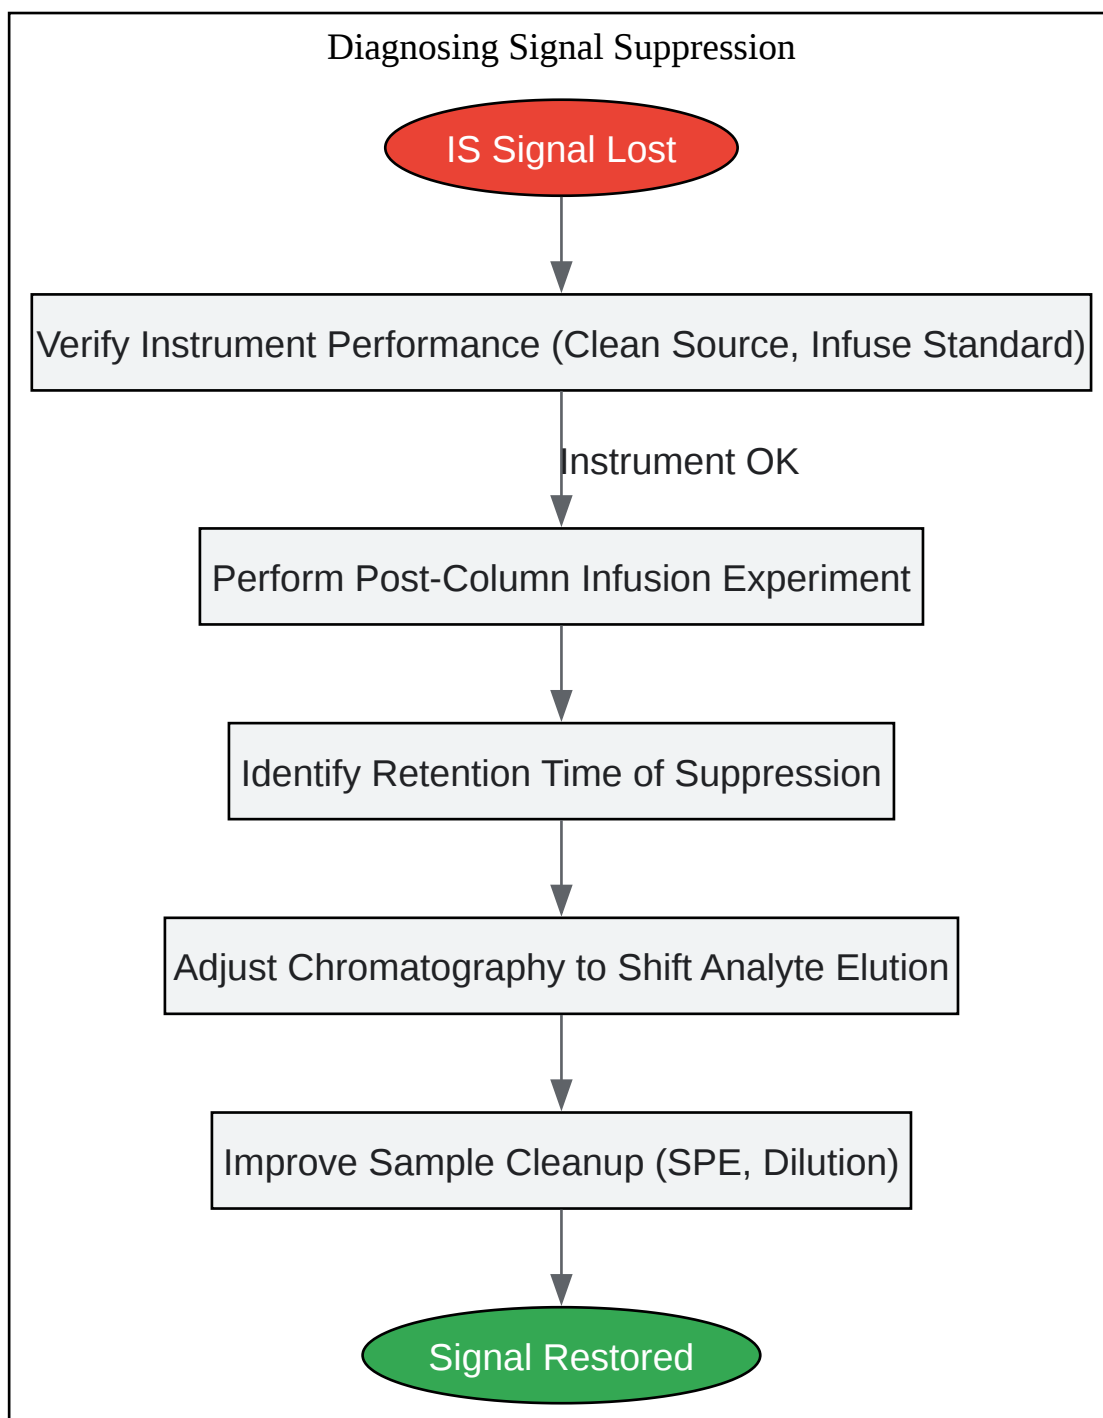 Diagnosing Signal Suppression
IS Signal Lost
Verify Instrument Performance (Clean Source, Infuse Standard)
Instrument OK
Perform Post-Column Infusion Experiment
Identify Retention Time of Suppression
Adjust Chromatography to Shift Analyte Elution
Improve Sample Cleanup (SPE, Dilution)
Signal Restored